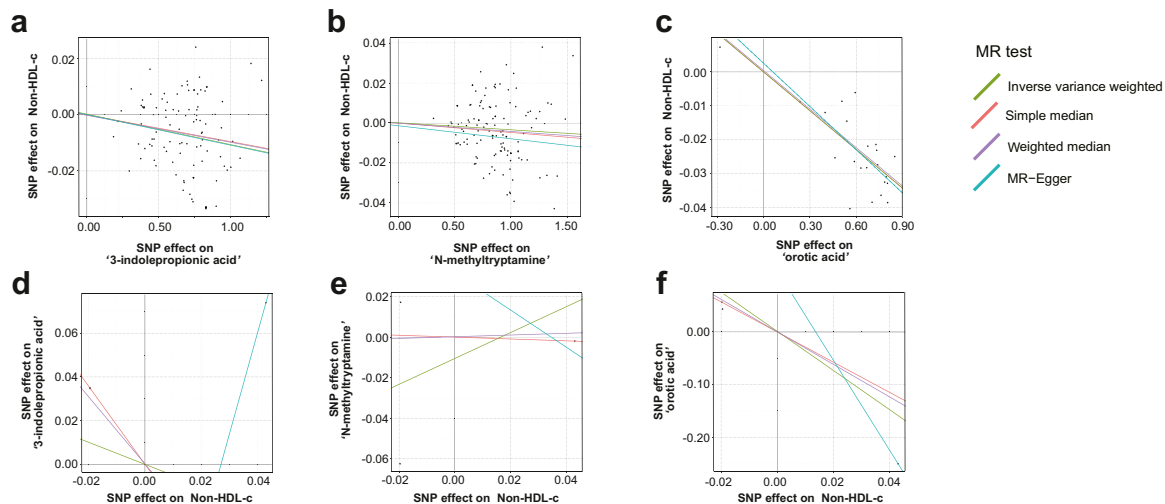 a
SNP effect on Non-HDL-c
0.02
0.00
-0.02
0.00
0.50
1.00
SNP effect on
'3-indolepropionic acid'
b
SNP effect on Non-HDL-c
0.04
0.02
0.00
-0.02
-0.04
0.00
0.50
1.00
1.50
SNP effect on
'N-methyltryptamine'
c
SNP effect on Non-HDL-c
0.00
-0.01
-0.02
-0.03
-0.04
-0.30
0.00
0.30
0.60
0.90
SNP effect on
'orotic acid'
MR test
Inverse variance weighted
Simple median
Weighted median
MR−Egger
d
SNP effect on
'3-indolepropionic acid'
0.06
0.04
0.02
0.00
-0.02
0.00
0.02
0.04
SNP effect on Non-HDL-c
e
SNP effect on
'N-methyltryptamine'
0.02
0.00
-0.02
-0.04
-0.06
-0.02
0.00
0.02
0.04
SNP effect on Non-HDL-c
f
SNP effect on
'orotic acid'
0.00
-0.10
-0.20
-0.02
0.00
0.02
0.04
SNP effect on Non-HDL-c